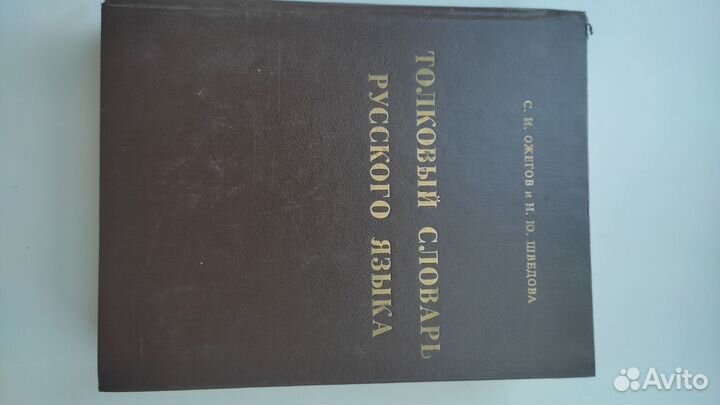 С. И. ОЖЕГОВ и Н. Ю. ШВЕДОВА
ТОЛКОВЫЙ СЛОВАРЬ
РУССКОГО ЯЗЫКА
Avito